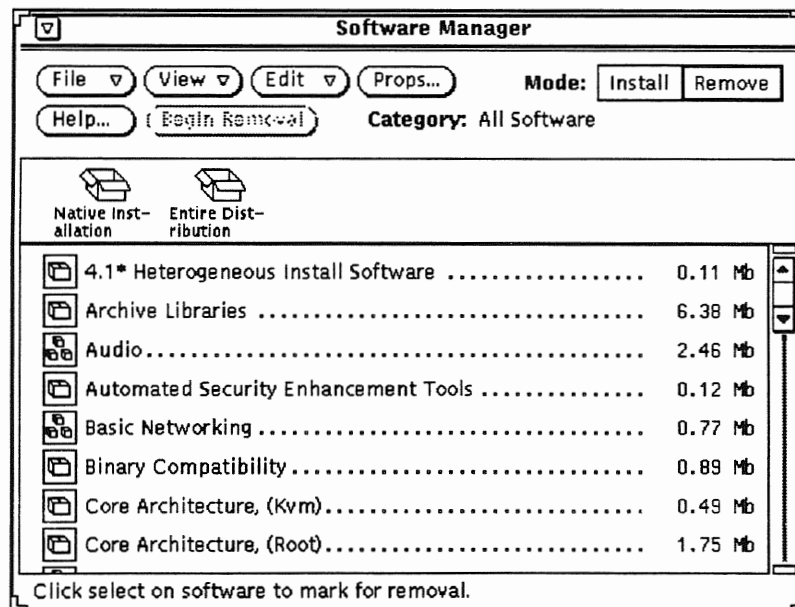 Software Manager
File View Edit Props... Mode: Install Remove
Help... Begin Removal Category: All Software
Native Inst-
allation
Entire Dist-
ribution
4.1* Heterogeneous Install Software .................. 0.11 Mb
Archive Libraries ................................... 6.38 Mb
Audio.............................................. 2.46 Mb
Automated Security Enhancement Tools ............... 0.12 Mb
Basic Networking ................................... 0.77 Mb
Binary Compatibility................................ 0.89 Mb
Core Architecture, (Kvm)............................ 0.49 Mb
Core Architecture, (Root)........................... 1.75 Mb
Click select on software to mark for removal.